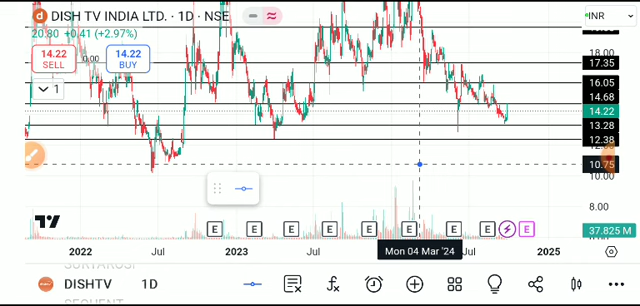 DISH TV INDIA LTD. · 1D · NSE
INR
20.80 +0.41 (+2.97%)
14.22
SELL
0.00
14.22
BUY
1
18.00
17.35
16.05
14.68
14.22
13.28
12.38
10.75
10.00
8.00
37.825 M
E E E E E E E E E
2022 Jul 2023 Jul Mon 04 Mar '24 2025
DISHTV 1D